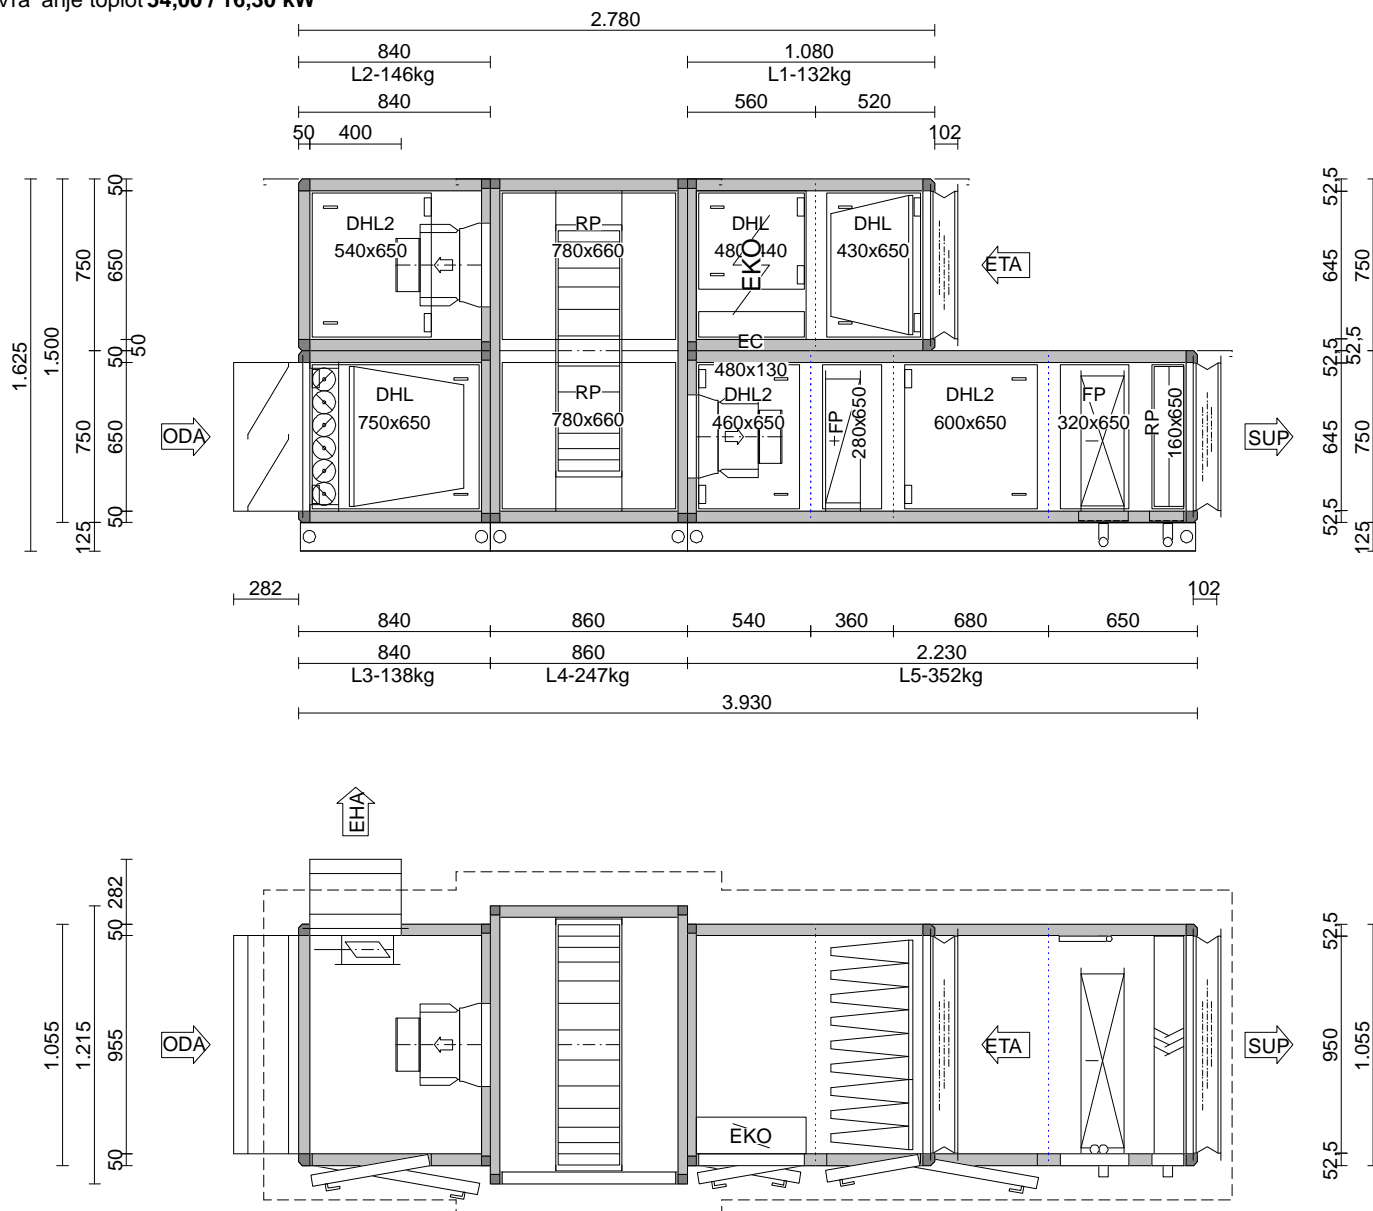 54,00 / 16,30 kW
2.780
840
1.080
L2-146kg
L1-132kg
840
560
520
50
400
102
50
52,5
DHL2
540x650
RP
780x660
DHL
480x440
DHL
430x650
EKO
ETA
750
650
645
750
1.625
1.500
50
EC
480x130
50
52,5
52,5
ODA
DHL
750x650
RP
780x660
DHL2
460x650
+FP
280x650
DHL2
600x650
FP
320x650
RP
160x650
SUP
750
650
645
750
50
52,5
125
125
282
102
840
860
540
360
680
650
840
860
2.230
L3-138kg
L4-247kg
L5-352kg
3.930
EHA
282
50
52,5
1.055
1.215
955
ODA
ETA
SUP
950
1.055
EKO
50
52,5